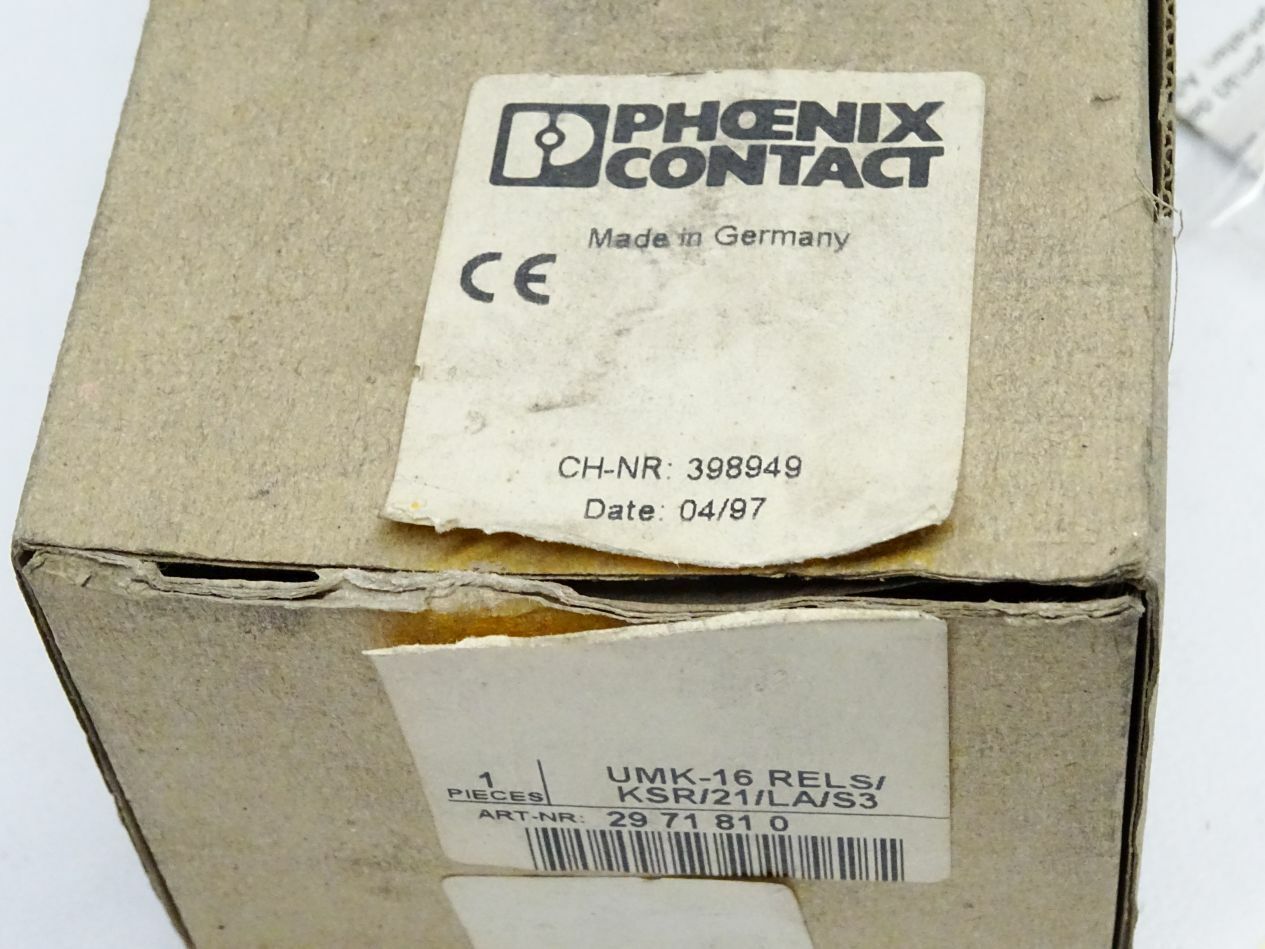 PHŒNIX
CONTACT
Made in Germany
CE
CH-NR: 398949
Date: 04/97
1
PIECES
UMK-16 RELS/
KSR/21/LA/S3
ART-NR: 29 71 81 0